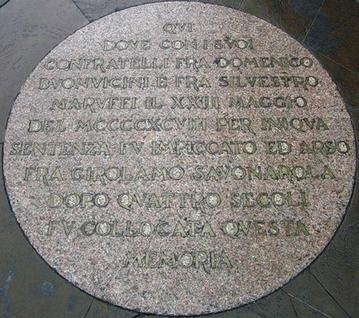 QVI
DOVE CON I SVOI
CONFRATELLI FRA DOMENICO
BVONVICINI E FRA SILVESTRO
MARVFFI IL XXIII MAGGIO
DEL MCCCCXCVIII PER INIQVA
SENTENZA FV IMPICCATO ED ARSO
FRA GIROLAMO SAVONAROLA
DOPO QVATTRO SECOLI
FV COLLOCATA QVESTA
MEMORIA